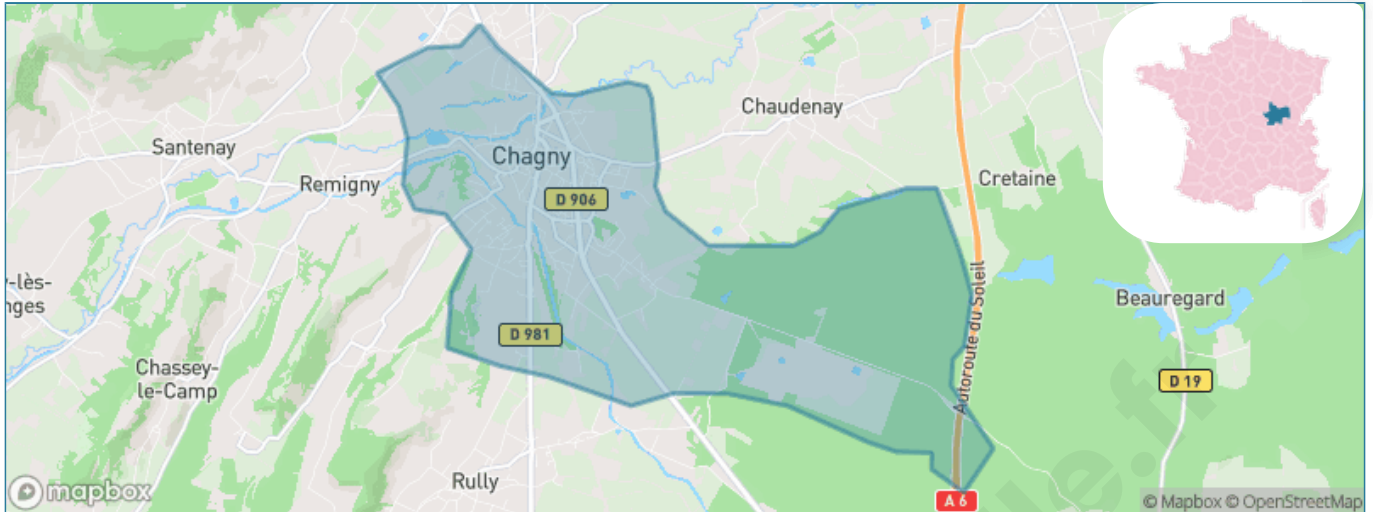 Chaudenay
Santenay
Chagny
Cretaine
Remigny
D 906
Autoroute du Soleil
Beauregard
D 981
Chassey-
le-Camp
D 19
Rully
A 6
mapbox
© Mapbox © OpenStreetMap